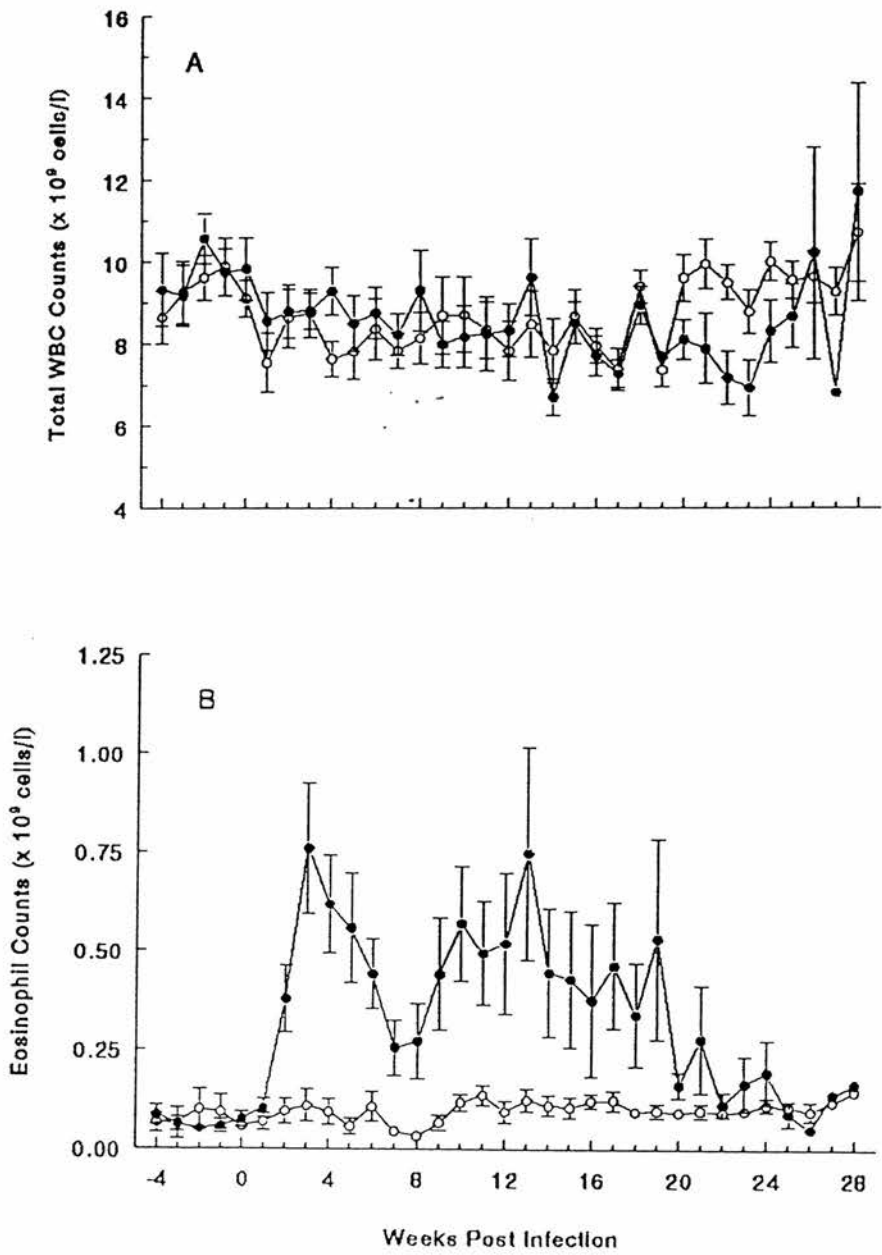 A
Total WBC Counts (x 10⁹ cells/l)
16
14
12
10
8
6
4
B
Eosinophil Counts (x 10⁹ cells/l)
1.25
1.00
0.75
0.50
0.25
0.00
-4 0 4 8 12 16 20 24 28
Weeks Post Infection